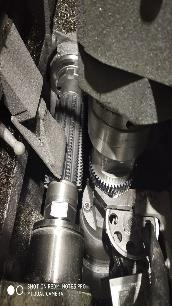 SHOT ON REDMI NOTE 5 PRO
MI DUAL CAMERA